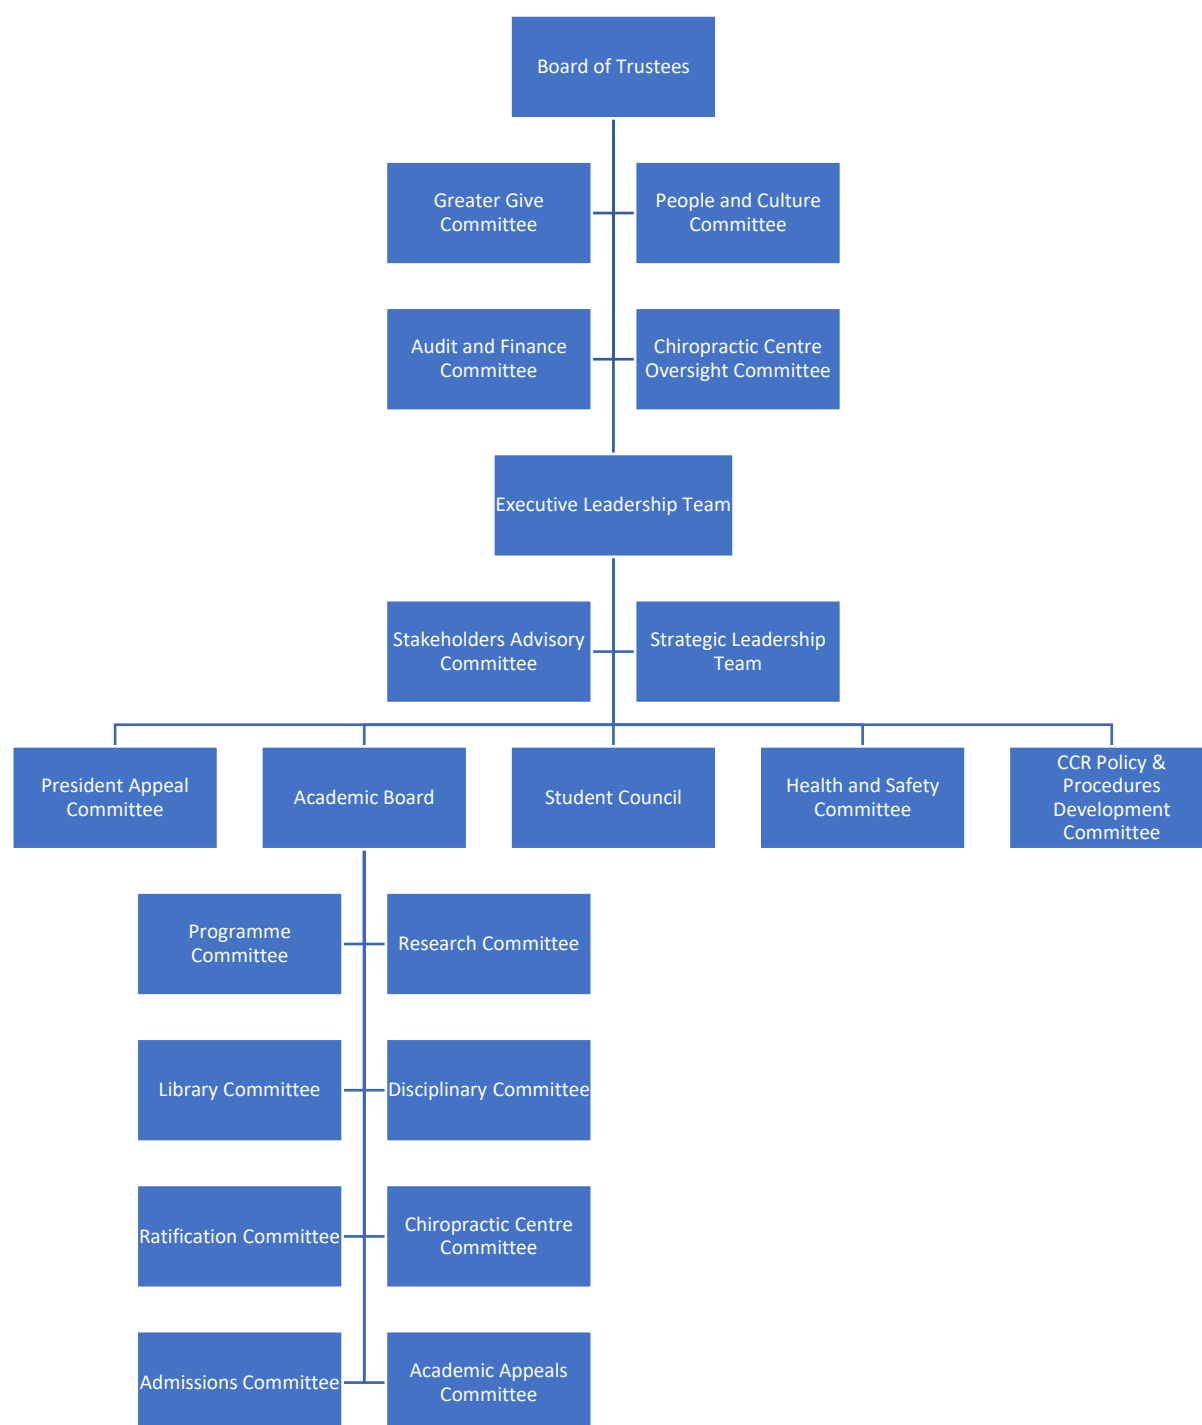 Board of Trustees
Greater Give
Committee
People and Culture
Committee
Audit and Finance
Committee
Chiropractic Centre
Oversight Committee
Executive Leadership Team
Stakeholders Advisory
Committee
Strategic Leadership
Team
President Appeal
Committee
Academic Board
Student Council
Health and Safety
Committee
CCR Policy &
Procedures
Development
Committee
Programme
Committee
Research Committee
Library Committee
Disciplinary Committee
Ratification Committee
Chiropractic Centre
Committee
Admissions Committee
Academic Appeals
Committee